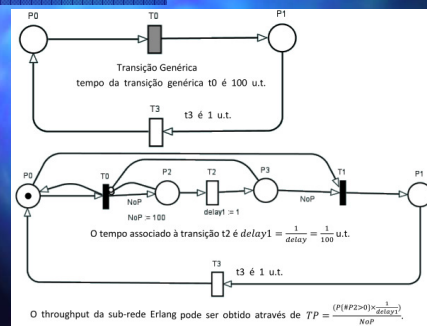 P0 T0 P1
Transição Genérica
tempo da transição genérica t0 é 100 u.t.
T3 t3 é 1 u.t.
P0 T0 P2 T2 P3 T1 P1
NoP NoP
NoP := 100 delay1 := 1
O tempo associado à transição t2 é delay1 = 1/delay = 1/100 u.t.
T3
t3 é 1 u.t.
O throughput da sub-rede Erlang pode ser obtido através de TP = (P{#P2>0}×1/delay1)/NoP.